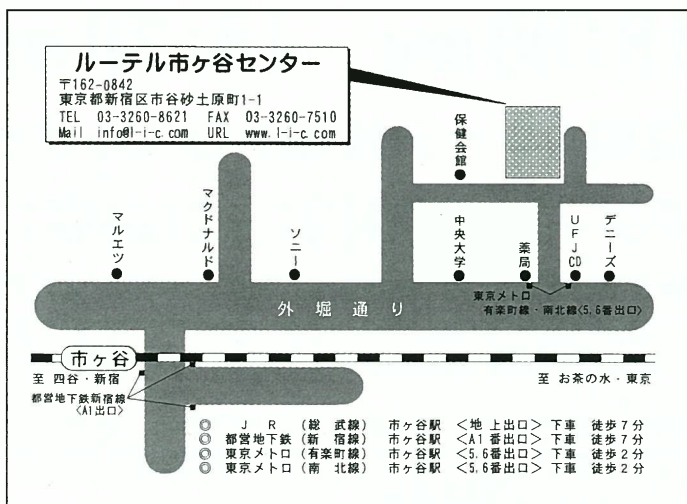 ルーテル市ヶ谷センター
〒162-0842
東京都新宿区市谷砂土原町1-1
TEL 03-3260-8621 FAX 03-3260-7510
Mail info@l-i-c.com URL www.l-i-c.com
保健会館
マルエツ
マクドナルド
ソニー
中央大学
薬局
UFJCD
デニーズ
東京メトロ
有楽町線・南北線<5,6番出口>
外堀通り
市ヶ谷
至 四谷・新宿
至 お茶の水・東京
都営地下鉄新宿線
<A1出口>
◎ JR (総武線) 市ヶ谷駅 <地上出口> 下車 徒歩7分
◎ 都営地下鉄 (新宿線) 市ヶ谷駅 <A1番出口> 下車 徒歩7分
◎ 東京メトロ (有楽町線) 市ヶ谷駅 <5,6番出口> 下車 徒歩2分
◎ 東京メトロ (南北線) 市ヶ谷駅 <5,6番出口> 下車 徒歩2分